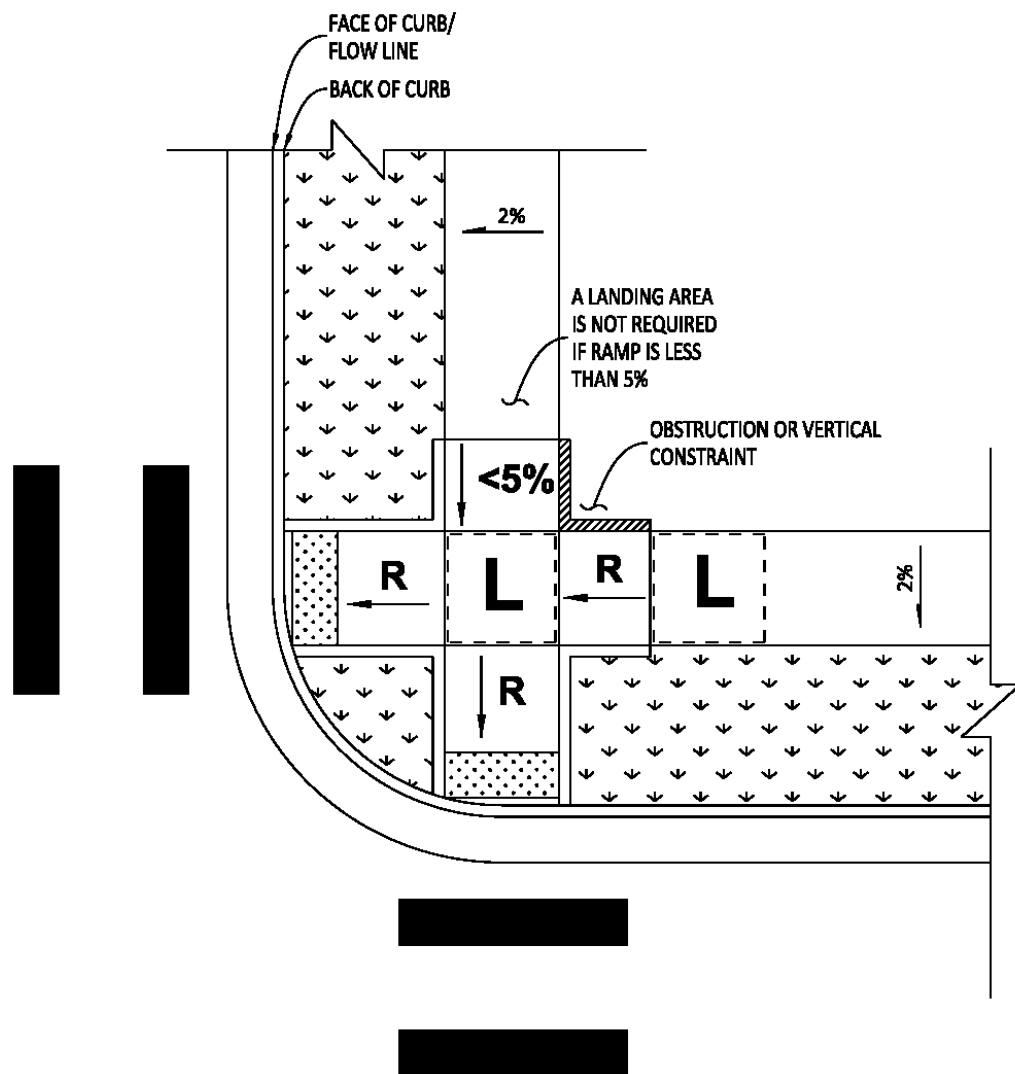 FACE OF CURB/
FLOW LINE
BACK OF CURB
2%
A LANDING AREA
IS NOT REQUIRED
IF RAMP IS LESS
THAN 5%
OBSTRUCTION OR VERTICAL
CONSTRAINT
<5%
R
L
R
L
2%
R